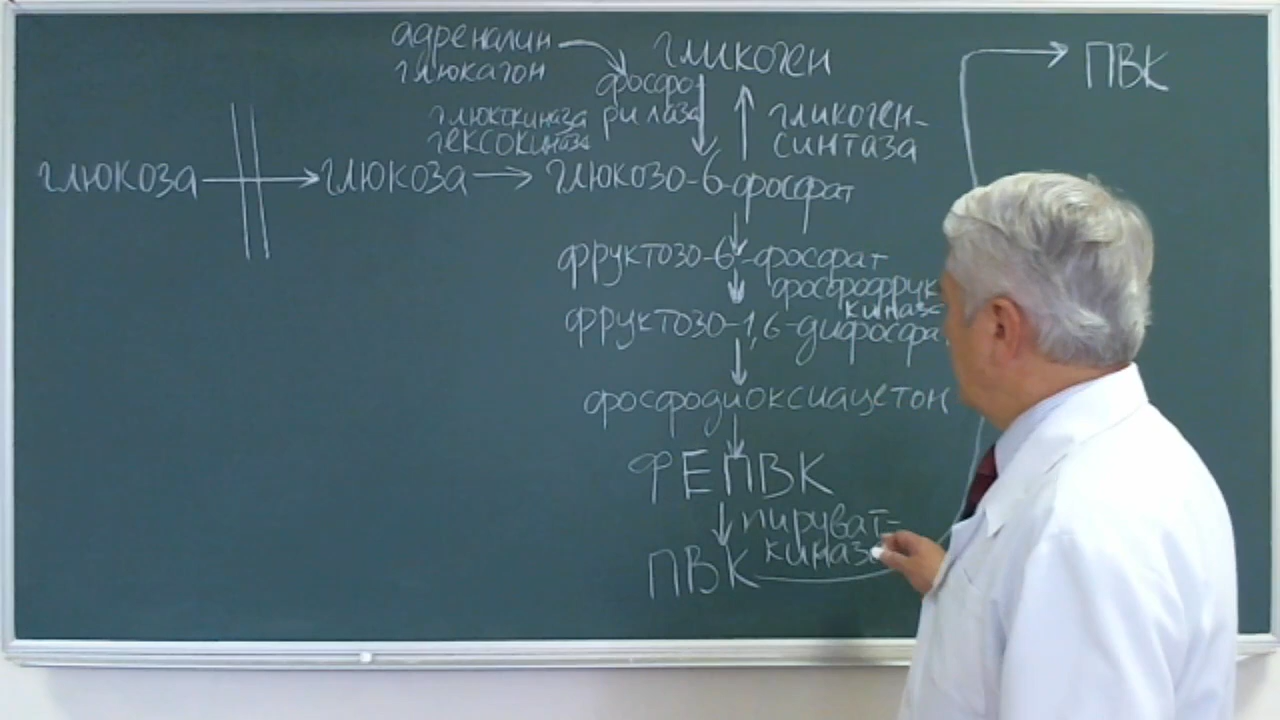 адреналин
глюкагон
гликоген
ПВК
фосфо-
рилаза
глюкокиназа
гексокиназа
гликоген-
синтаза
глюкоза
глюкоза
глюкозо-6-фосфат
фруктозо-6-фосфат
фосфофрук
киназа
фруктозо-1,6-дифосфа
фосфодиоксиацетон
ФЕПВК
пируват-
киназа
ПВК